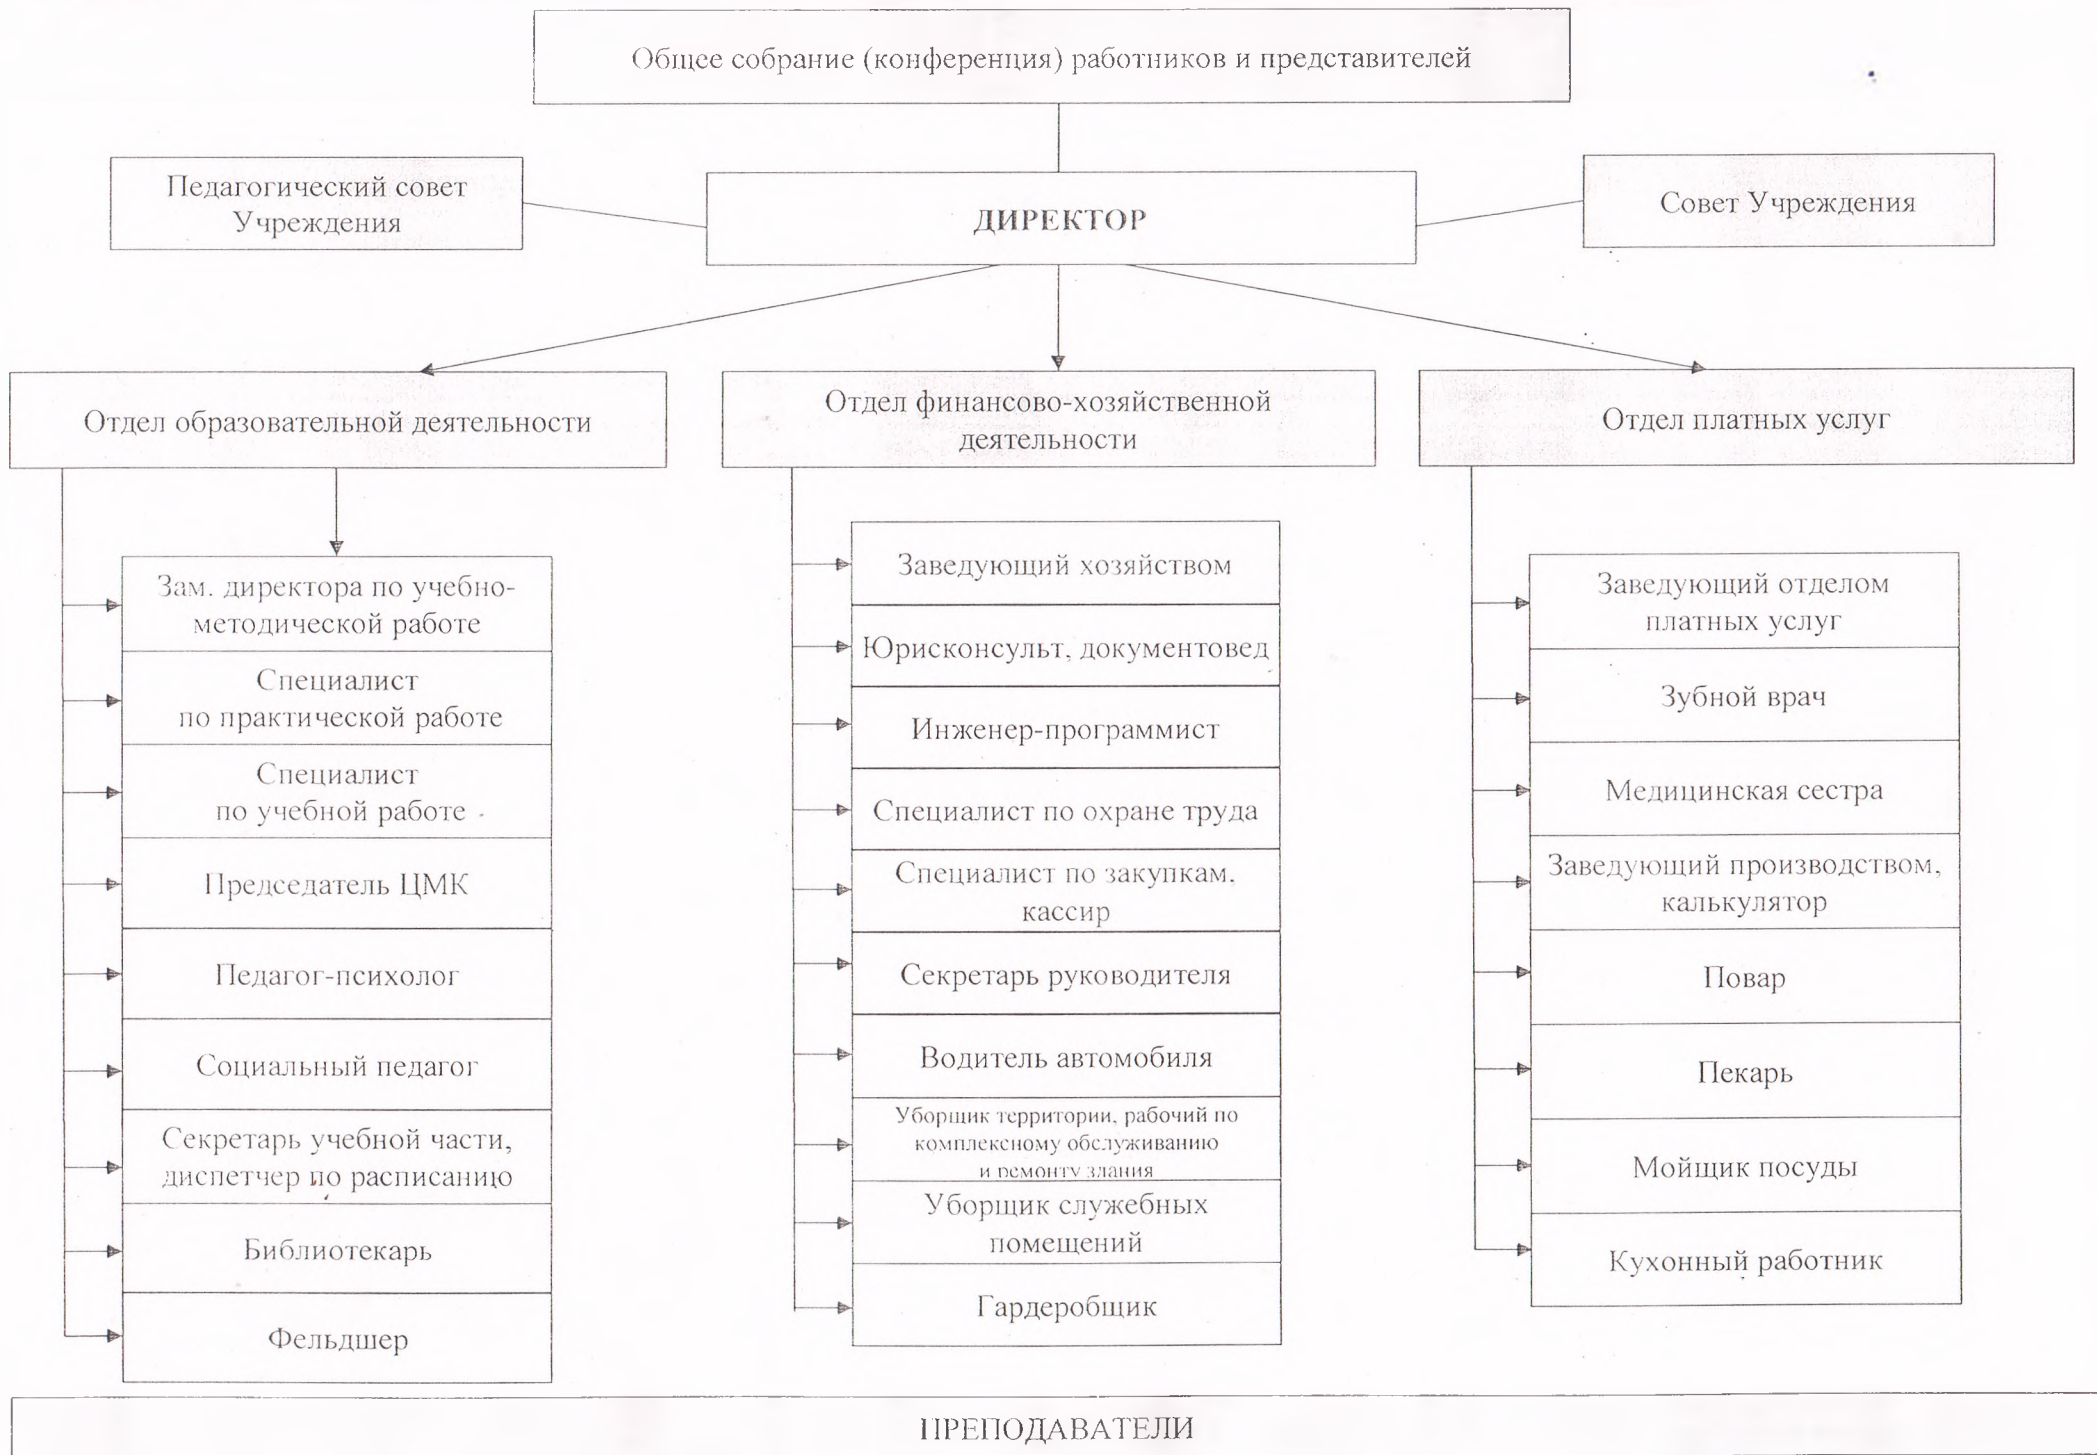 Общее собрание (конференция) работников и представителей
Педагогический совет
Учреждения
ДИРЕКТОР
Совет Учреждения
Отдел образовательной деятельности
Отдел финансово-хозяйственной
деятельности
Отдел платных услуг
Зам. директора по учебно-
методической работе
Специалист
по практической работе
Специалист
по учебной работе
Председатель ЦМК
Педагог-психолог
Социальный педагог
Секретарь учебной части,
диспетчер по расписанию
Библиотекарь
Фельдшер
Заведующий хозяйством
Юрисконсульт, документовед
Инженер-программист
Специалист по охране труда
Специалист по закупкам,
кассир
Секретарь руководителя
Водитель автомобиля
Уборщик территории, рабочий по
комплексному обслуживанию
и ремонту здания
Уборщик служебных
помещений
Гардеробщик
Заведующий отделом
платных услуг
Зубной врач
Медицинская сестра
Заведующий производством,
калькулятор
Повар
Пекарь
Мойщик посуды
Кухонный работник
ПРЕПОДАВАТЕЛИ